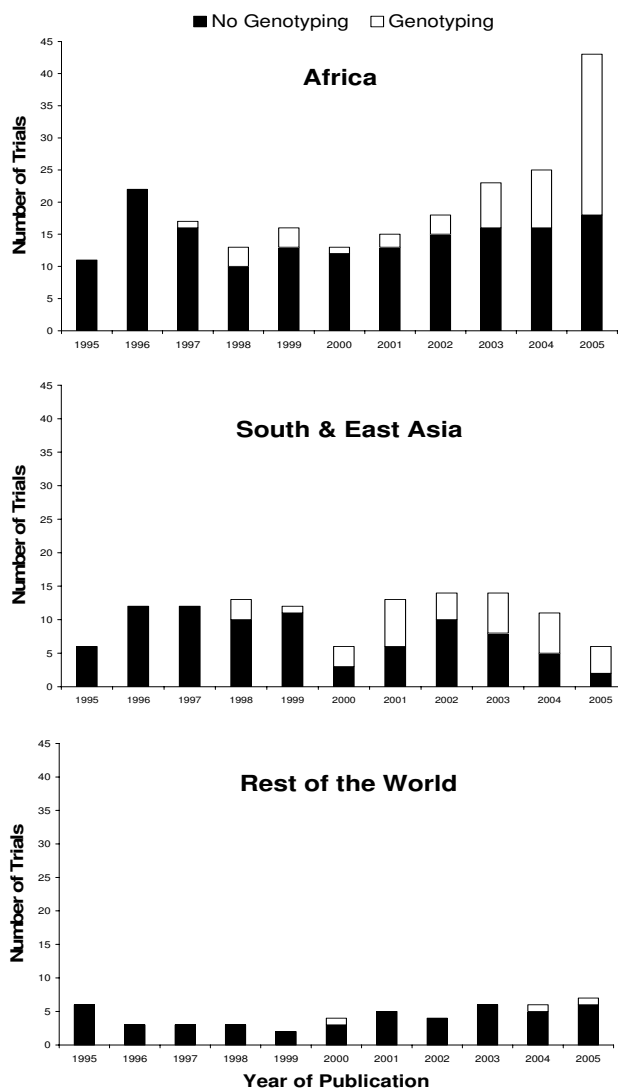 No Genotyping Genotyping
Africa
Number of Trials
45
40
35
30
25
20
15
10
5
0
1995 1996 1997 1998 1999 2000 2001 2002 2003 2004 2005
South & East Asia
Number of Trials
45
40
35
30
25
20
15
10
5
0
1995 1996 1997 1998 1999 2000 2001 2002 2003 2004 2005
Rest of the World
Number of Trials
45
40
35
30
25
20
15
10
5
0
1995 1996 1997 1998 1999 2000 2001 2002 2003 2004 2005
Year of Publication